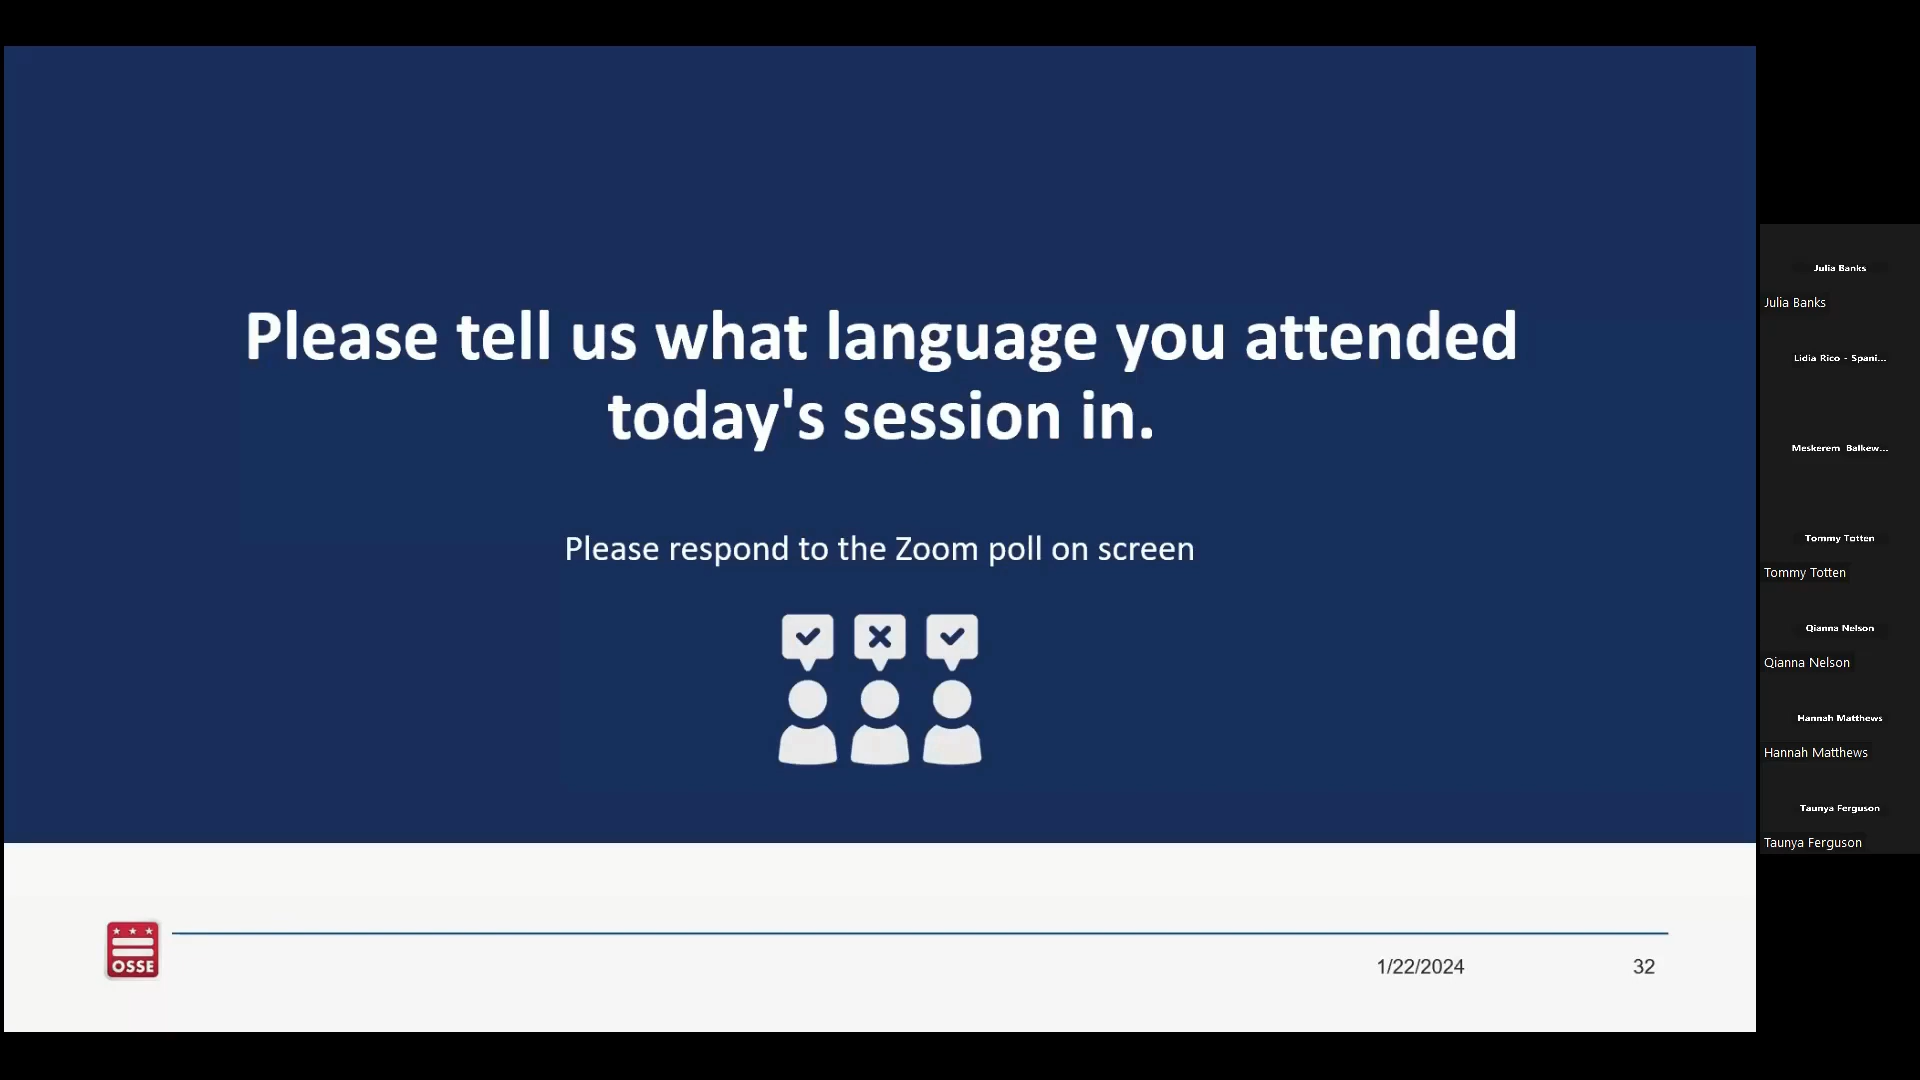 Please tell us what language you attended
today's session in.
Please respond to the Zoom poll on screen
OSSE
1/22/2024
32
Julia Banks
Julia Banks
Lidia Rico - Spani...
Meskerem Balkew...
Tommy Totten
Tommy Totten
Qianna Nelson
Qianna Nelson
Hannah Matthews
Hannah Matthews
Taunya Ferguson
Taunya Ferguson